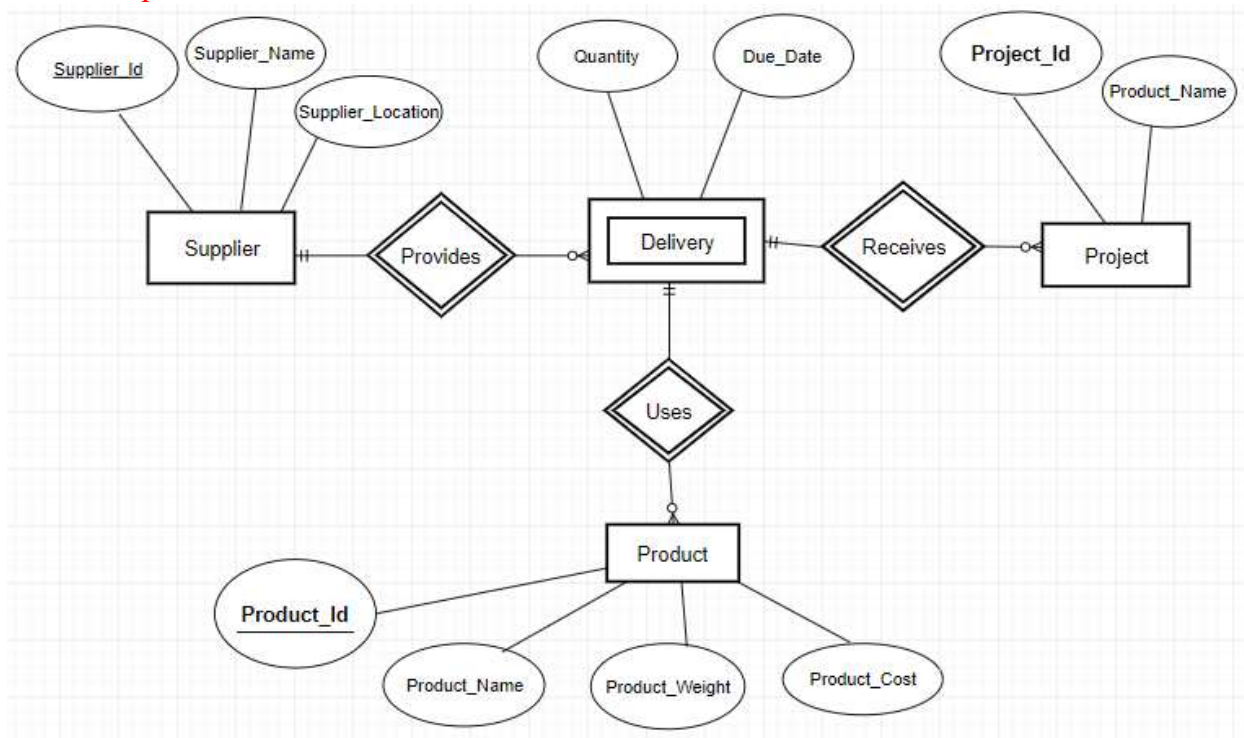 Supplier_Id
Supplier_Name
Supplier_Location
Quantity
Due_Date
Project_Id
Product_Name
Supplier
Provides
Delivery
Receives
Project
Uses
Product
Product_Id
Product_Name
Product_Weight
Product_Cost